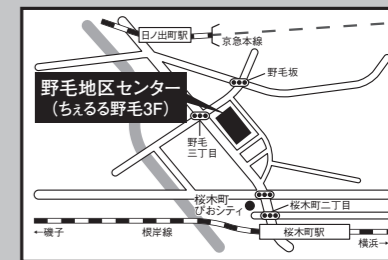 日ノ出町駅
京急本線
野毛坂
野毛地区センター
（ちぇるる野毛3F）
野毛
三丁目
桜木町
ぴおシティ
桜木町二丁目
←磯子
根岸線
桜木町駅
横浜→